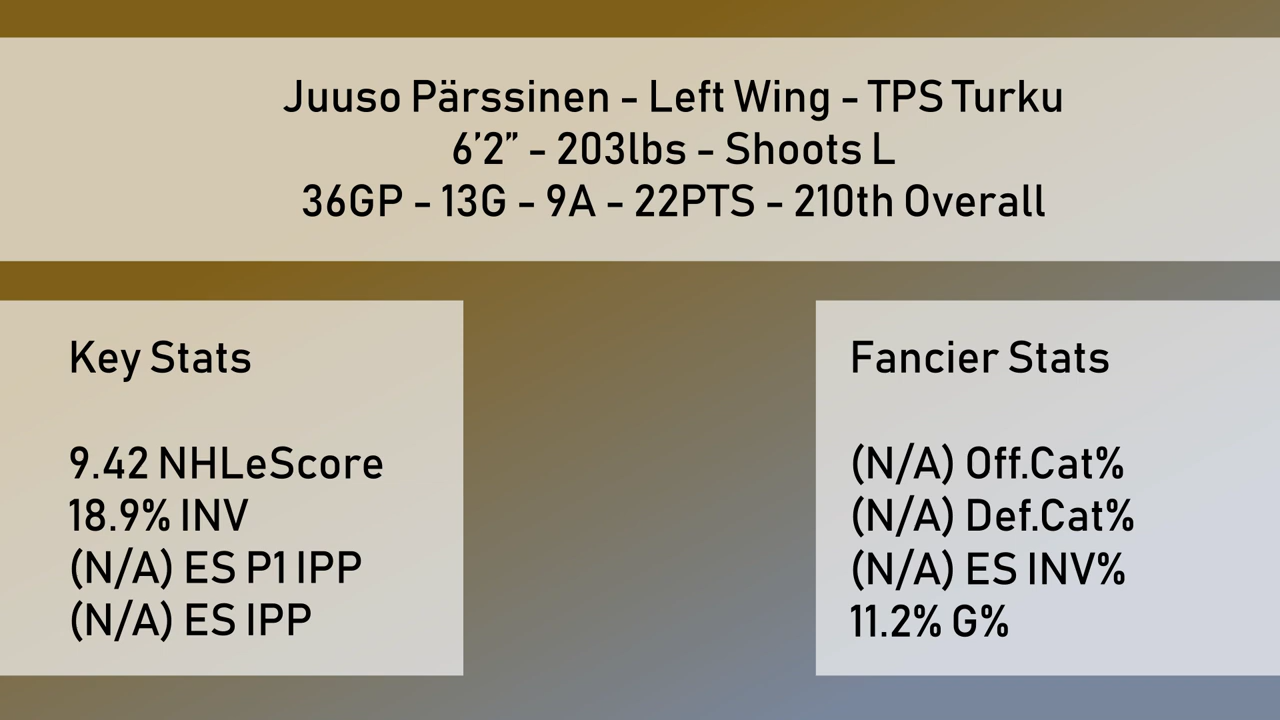 Juuso Pärssinen - Left Wing - TPS Turku
6’2” - 203lbs - Shoots L
36GP - 13G - 9A - 22PTS - 210th Overall
Key Stats
9.42 NHLeScore
18.9% INV
(N/A) ES P1 IPP
(N/A) ES IPP
Fancier Stats
(N/A) Off.Cat%
(N/A) Def.Cat%
(N/A) ES INV%
11.2% G%